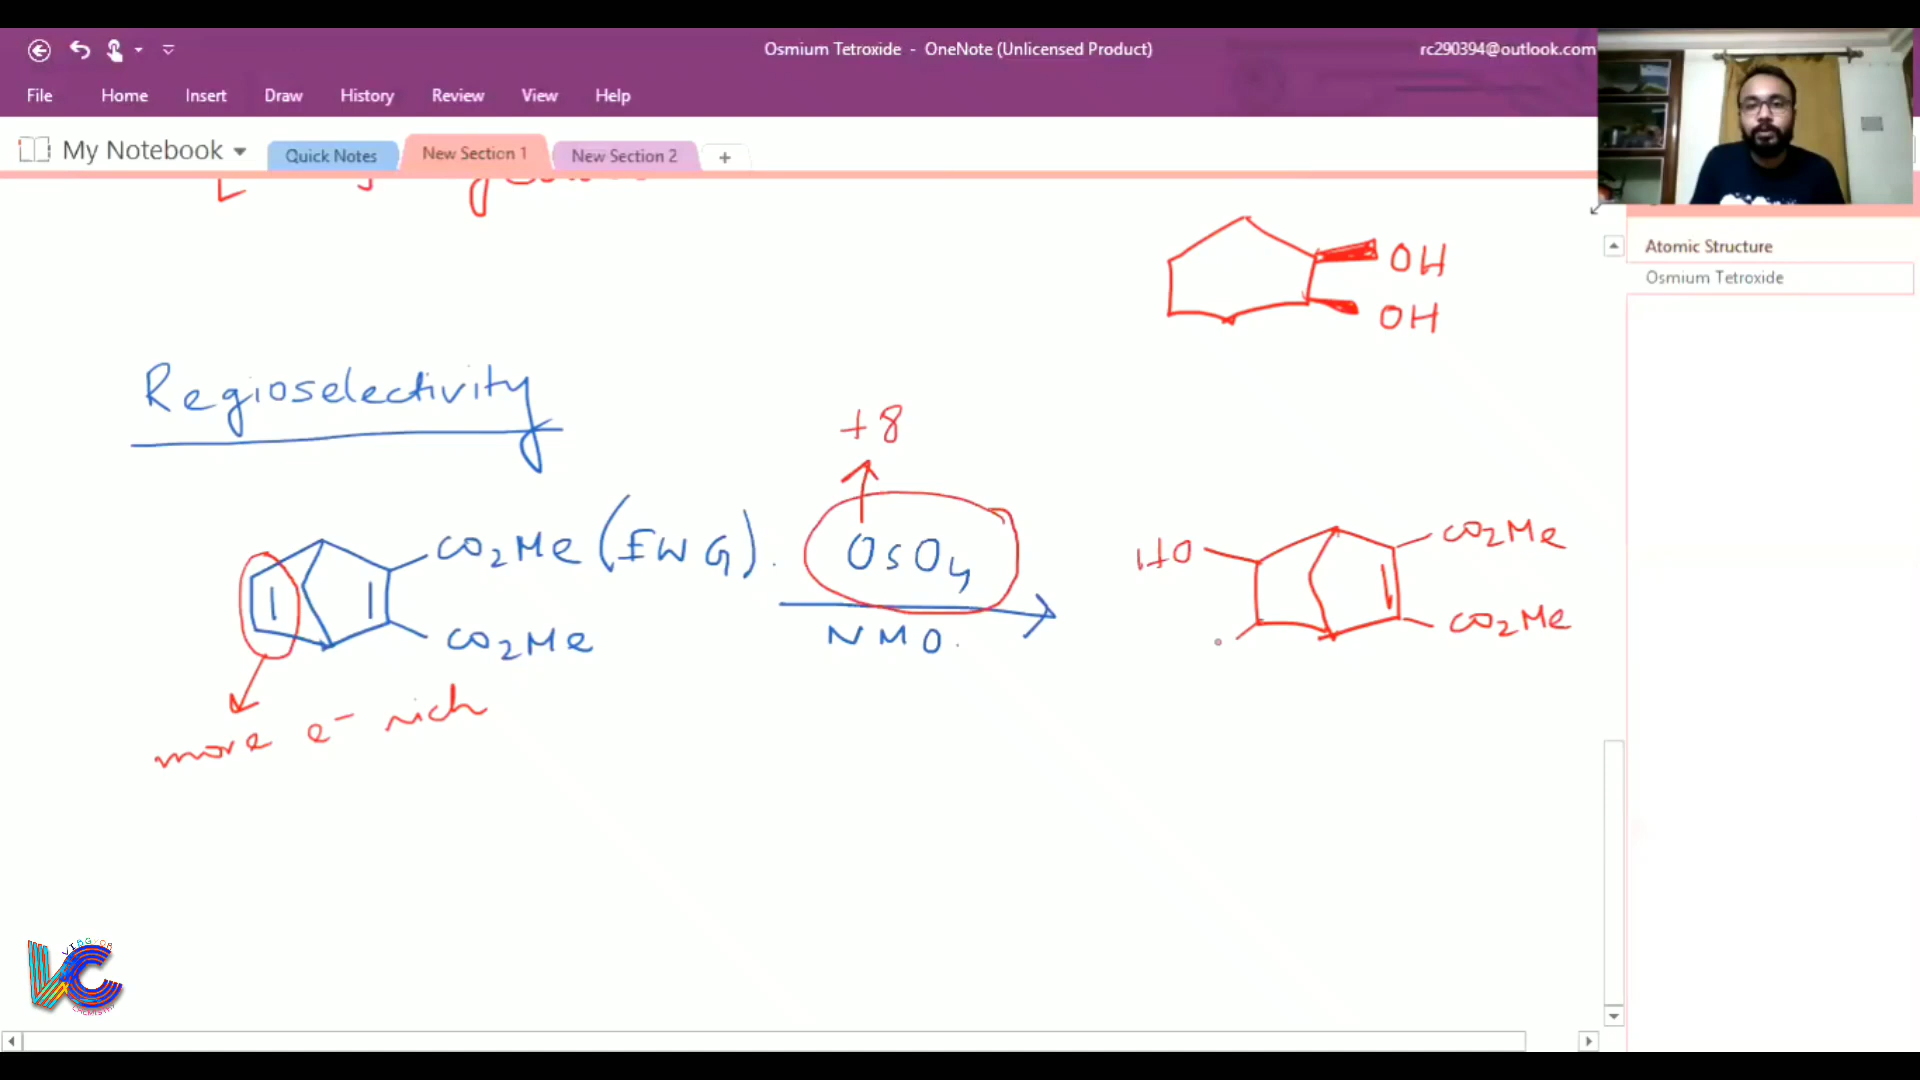 Osmium Tetroxide - OneNote (Unlicensed Product)
rc290394@outlook.com
File Home Insert Draw History Review View Help
My Notebook
Quick Notes
New Section 1
New Section 2
+
Atomic Structure
Osmium Tetroxide
OH
OH
Regioselectivity
+8
CO2Me (EWG).
OsO4
HO
CO2Me
CO2Me
NMO.
CO2Me
more e- rich
VC